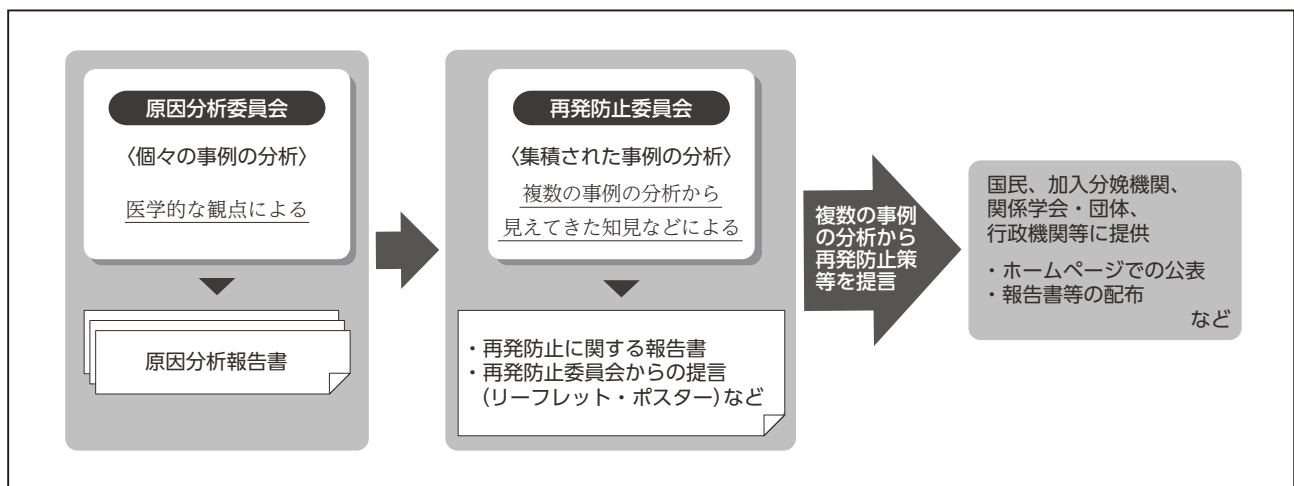 原因分析委員会
〈個々の事例の分析〉
医学的な観点による
原因分析報告書
再発防止委員会
〈集積された事例の分析〉
複数の事例の分析から
見えてきた知見などによる
・再発防止に関する報告書
・再発防止委員会からの提言
(リーフレット・ポスター)など
複数の事例
の分析から
再発防止策
等を提言
国民、加入分娩機関、
関係学会・団体、
行政機関等に提供
・ホームページでの公表
・報告書等の配布
など